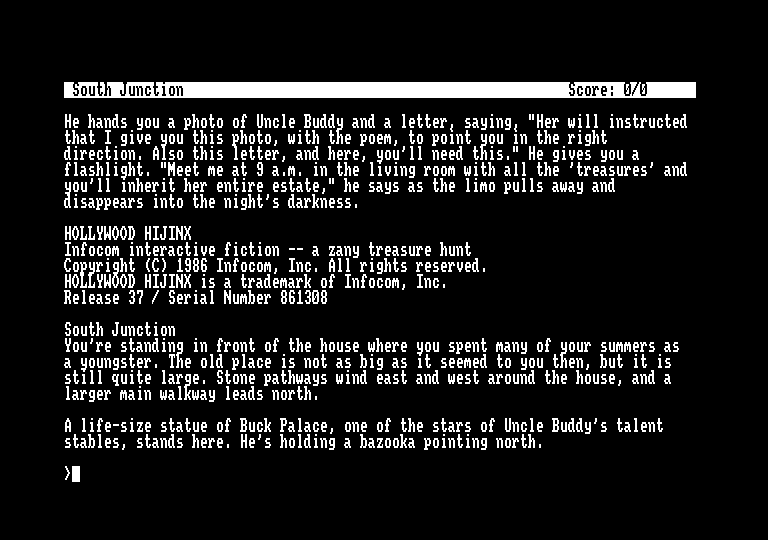 South Junction Score: 0/0
He hands you a photo of Uncle Buddy and a letter, saying, "Her will instructed
that I give you this photo, with the poem, to point you in the right
direction. Also this letter, and here, you'll need this." He gives you a
flashlight. "Meet me at 9 a.m. in the living room with all the 'treasures' and
you'll inherit her entire estate," he says as the limo pulls away and
disappears into the night's darkness.
HOLLYWOOD HIJINX
Infocom interactive fiction -- a zany treasure hunt
Copyright (C) 1986 Infocom, Inc. All rights reserved.
HOLLYWOOD HIJINX is a trademark of Infocom, Inc.
Release 37 / Serial Number 861308
South Junction
You're standing in front of the house where you spent many of your summers as
a youngster. The old place is not as big as it seemed to you then, but it is
still quite large. Stone pathways wind east and west around the house, and a
larger main walkway leads north.
A life-size statue of Buck Palace, one of the stars of Uncle Buddy's talent
stables, stands here. He's holding a bazooka pointing north.
>